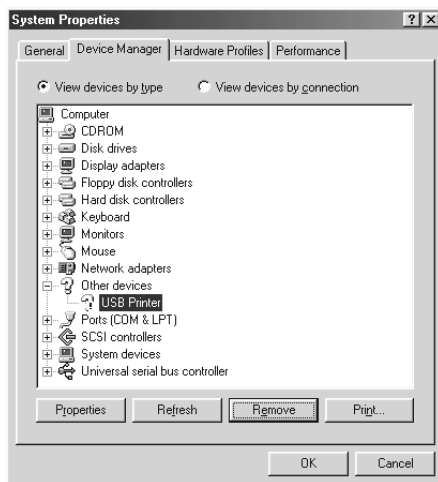 System Properties
General Device Manager Hardware Profiles Performance
View devices by type View devices by connection
Computer
CDROM
Disk drives
Display adapters
Floppy disk controllers
Hard disk controllers
Keyboard
Monitors
Mouse
Network adapters
Other devices
USB Printer
Ports (COM & LPT)
SCSI controllers
System devices
Universal serial bus controller
Properties Refresh Remove Print...
OK Cancel